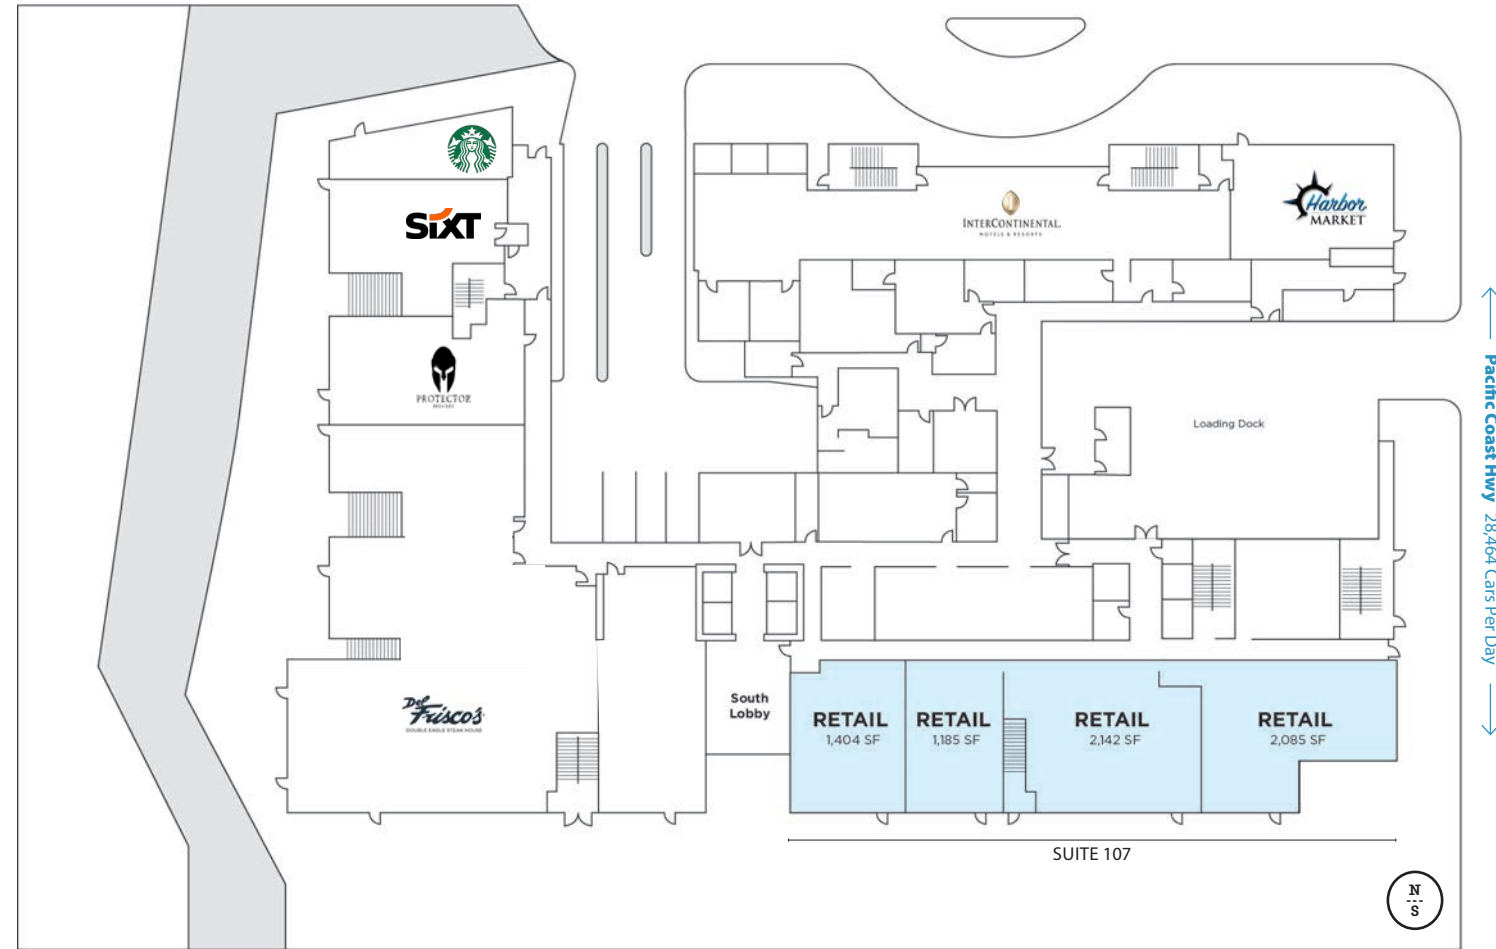 SiXT
INTERCONTINENTAL.
HOTELS & RESORTS
Harbor
MARKET
PROTECTOR
BREWERY
Loading Dock
Pacific Coast Hwy 28,464 Cars Per Day
Del
Frisco's
DOUBLE EAGLE STEAK HOUSE
South
Lobby
RETAIL
1,404 SF
RETAIL
1,185 SF
RETAIL
2,142 SF
RETAIL
2,085 SF
SUITE 107
N
S